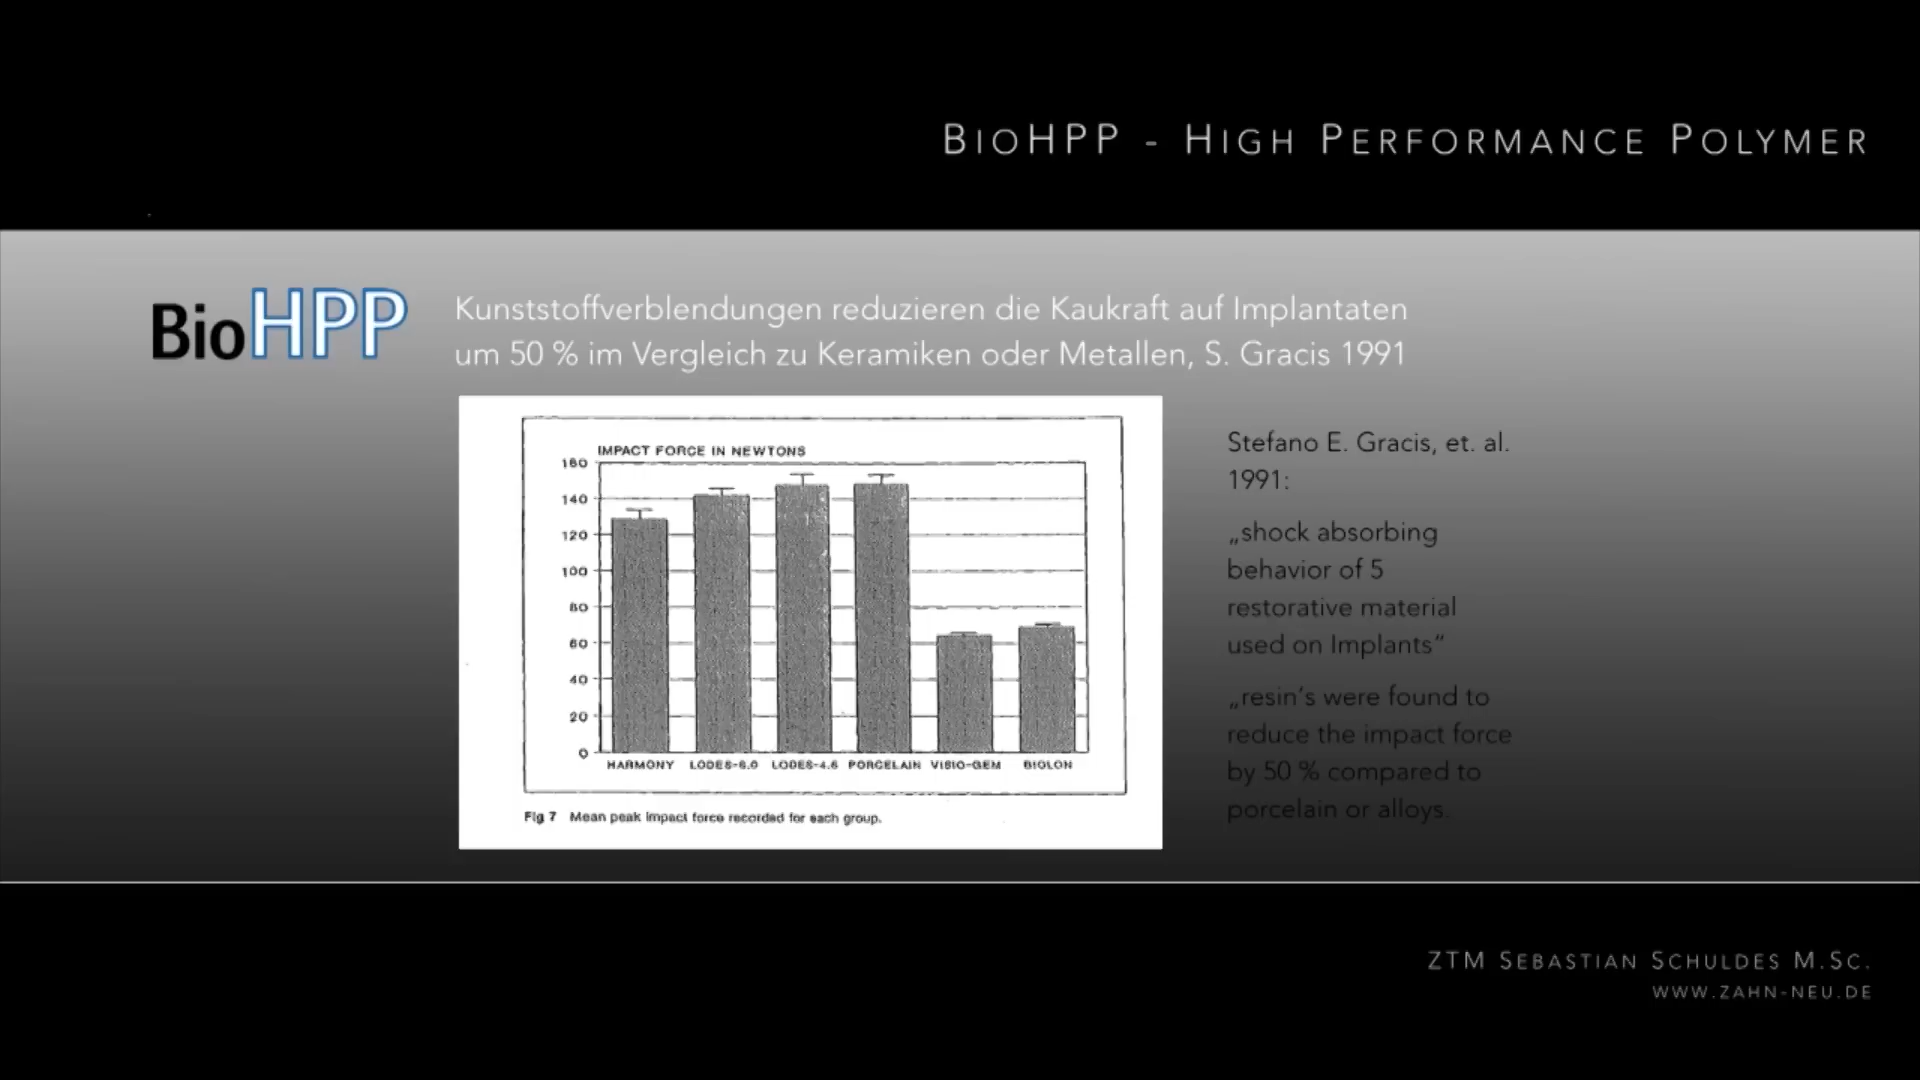 BioHPP - High Performance Polymer
BioHPP
Kunststoffverblendungen reduzieren die Kaukraft auf Implantaten
um 50 % im Vergleich zu Keramiken oder Metallen, S. Gracis 1991
IMPACT FORCE IN NEWTONS
160
140
120
100
80
60
40
20
0
HARMONY LODES-6.0 LODES-4.6 PORCELAIN VISIO-GEM BIOLON
Fig 7 Mean peak impact force recorded for each group.
Stefano E. Gracis, et. al.
1991:
„shock absorbing
behavior of 5
restorative material
used on Implants“
„resin's were found to
reduce the impact force
by 50 % compared to
porcelain or alloys.
ZTM Sebastian Schuldes M.Sc.
www.zahn-neu.de